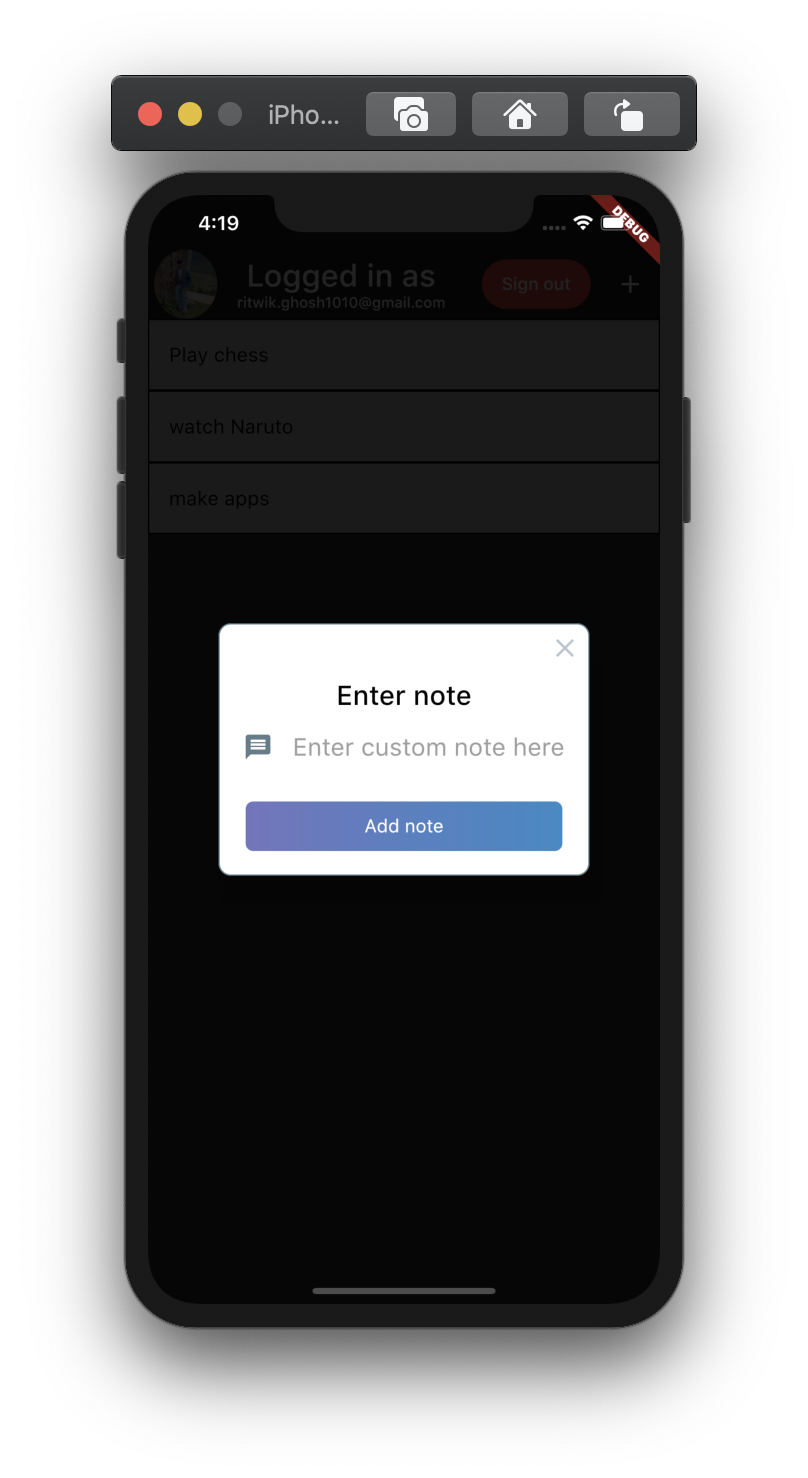 iPho...
4:19
DEBUG
Logged in as
ritwik.ghosh1010@gmail.com
Sign out
Play chess
watch Naruto
make apps
Enter note
Enter custom note here
Add note